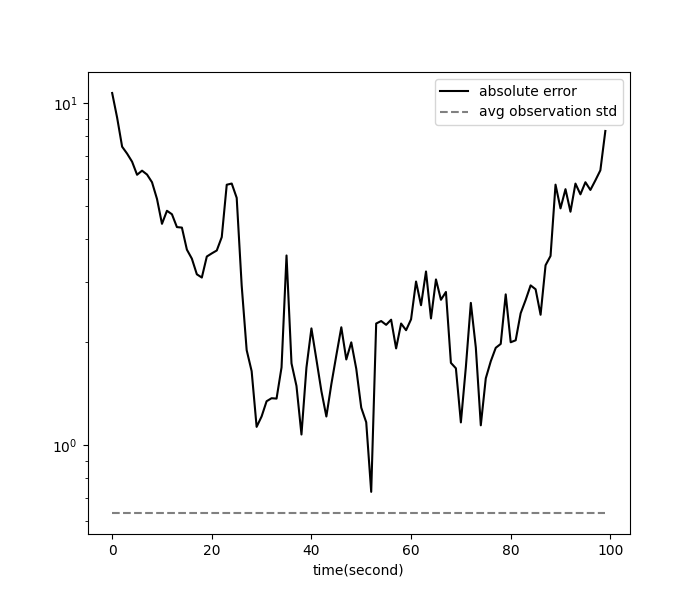 absolute error
avg observation std
10¹
10⁰
0 20 40 60 80 100
time(second)